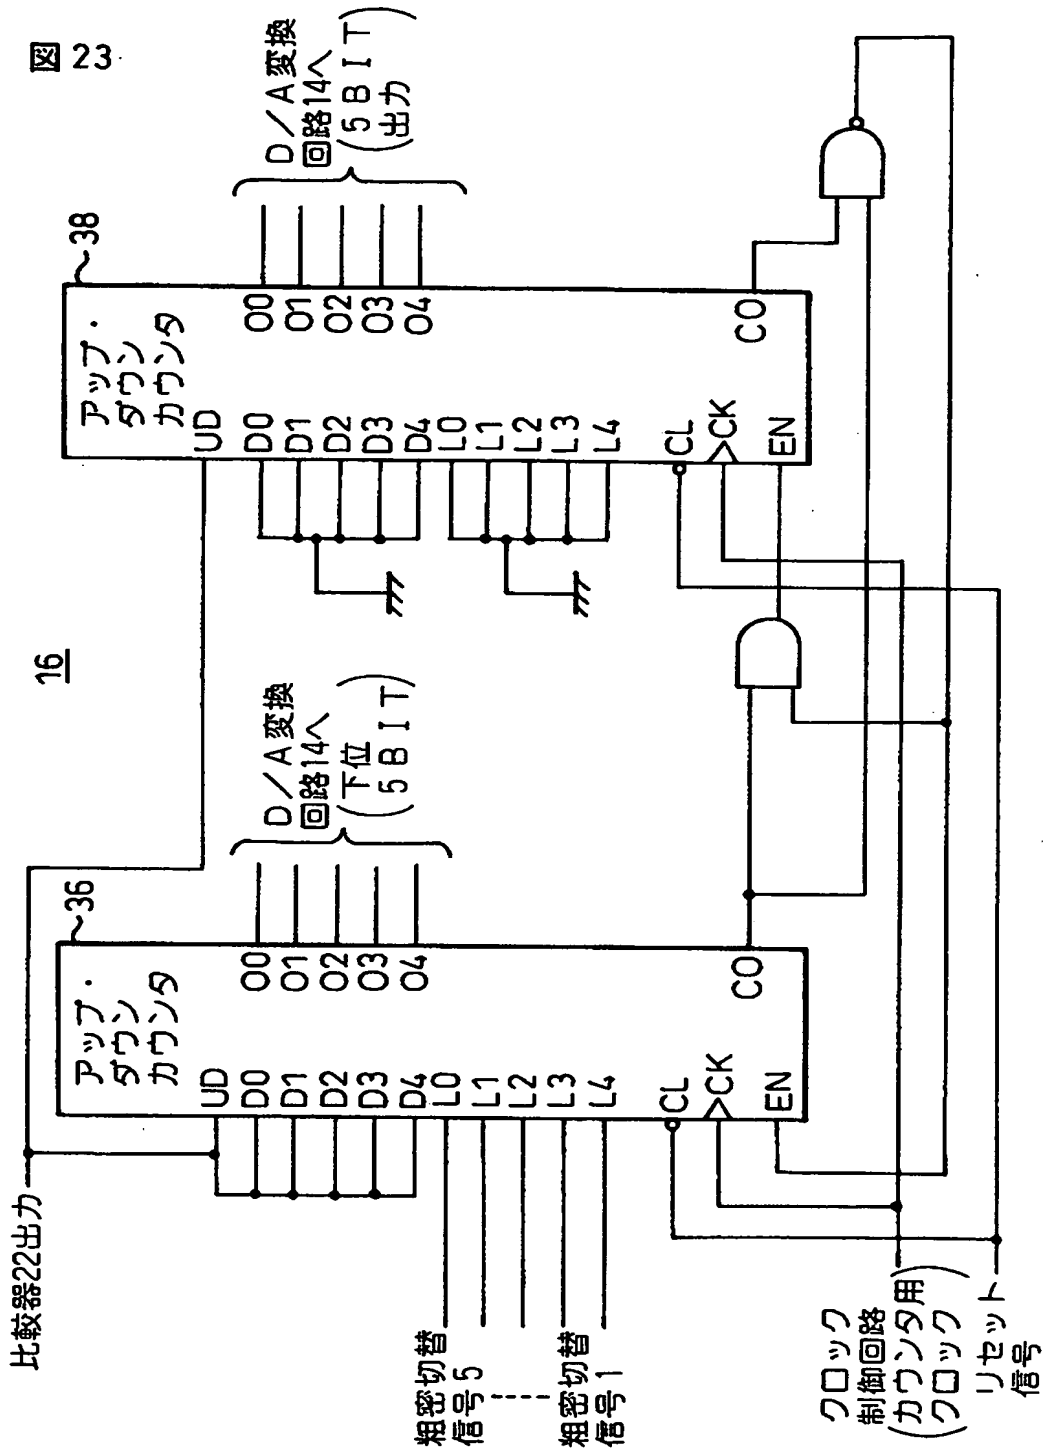 図 23
16
比較器22出力
粗密切替
信号5
粗密切替
信号1
クロック
制御回路
(カウンタ用)
(クロック)
リセット
信号
36
アップ・
ダウン
カウンタ
UD
D0
D1
D2
D3
D4
L0
L1
L2
L3
L4
CL
CK
EN
O0
O1
O2
O3
O4
CO
D/A変換
回路14へ
(下位)
(5BIT)
38
アップ・
ダウン
カウンタ
UD
D0
D1
D2
D3
D4
L0
L1
L2
L3
L4
CL
CK
EN
O0
O1
O2
O3
O4
CO
D/A変換
回路14へ
(5BIT)
出力